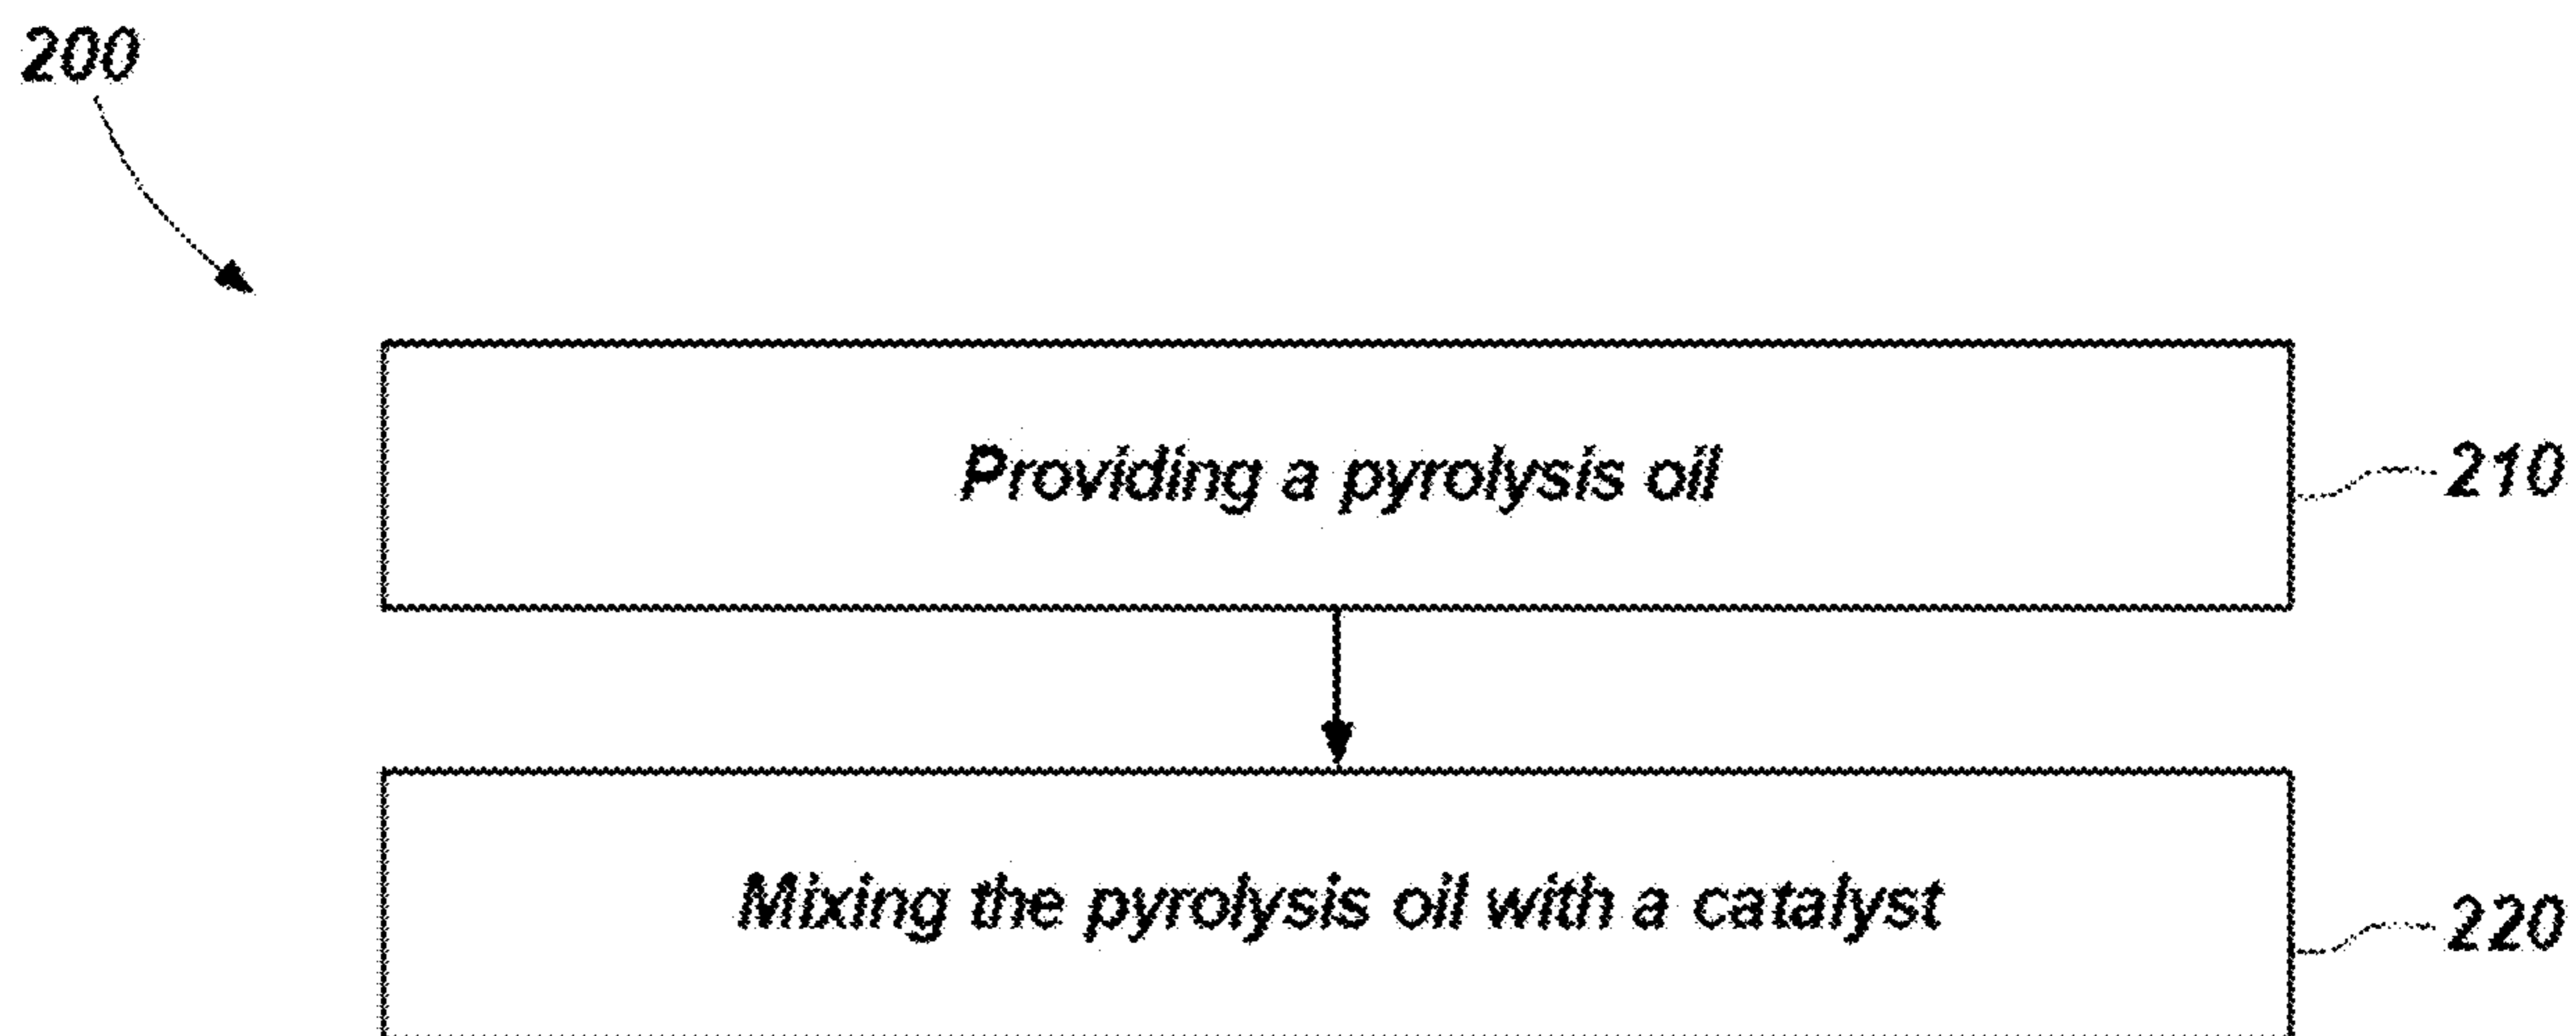 200
Providing a pyrolysis oil
210
Mixing the pyrolysis oil with a catalyst
220